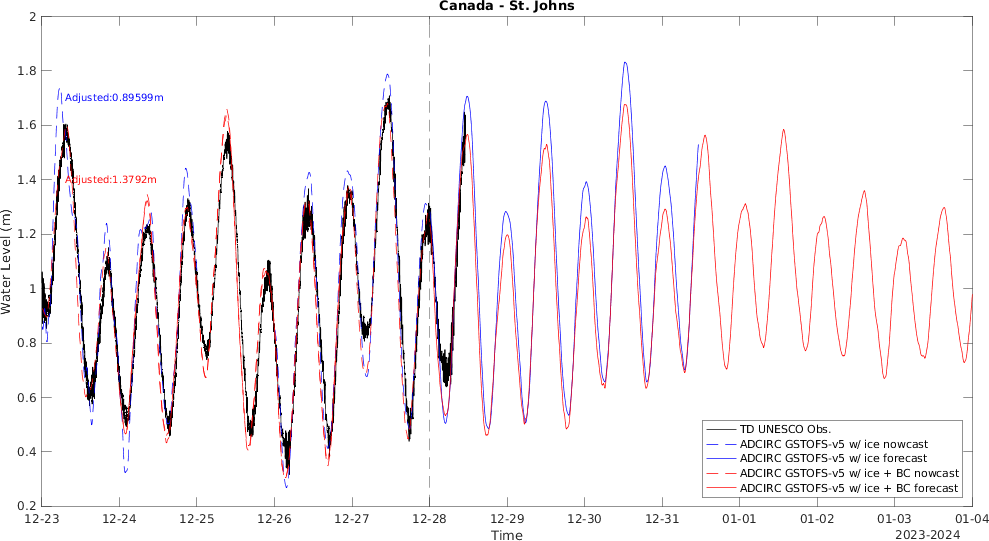 Canada - St. Johns
2
1.8
1.6
1.4
1.2
1
0.8
0.6
0.4
0.2
Water Level (m)
Adjusted:0.89599m
Adjusted:1.3792m
TD UNESCO Obs.
ADCIRC GSTOFS-v5 w/ ice nowcast
ADCIRC GSTOFS-v5 w/ ice forecast
ADCIRC GSTOFS-v5 w/ ice + BC nowcast
ADCIRC GSTOFS-v5 w/ ice + BC forecast
12-23 12-24 12-25 12-26 12-27 12-28 12-29 12-30 12-31 01-01 01-02 01-03 01-04
Time
2023-2024